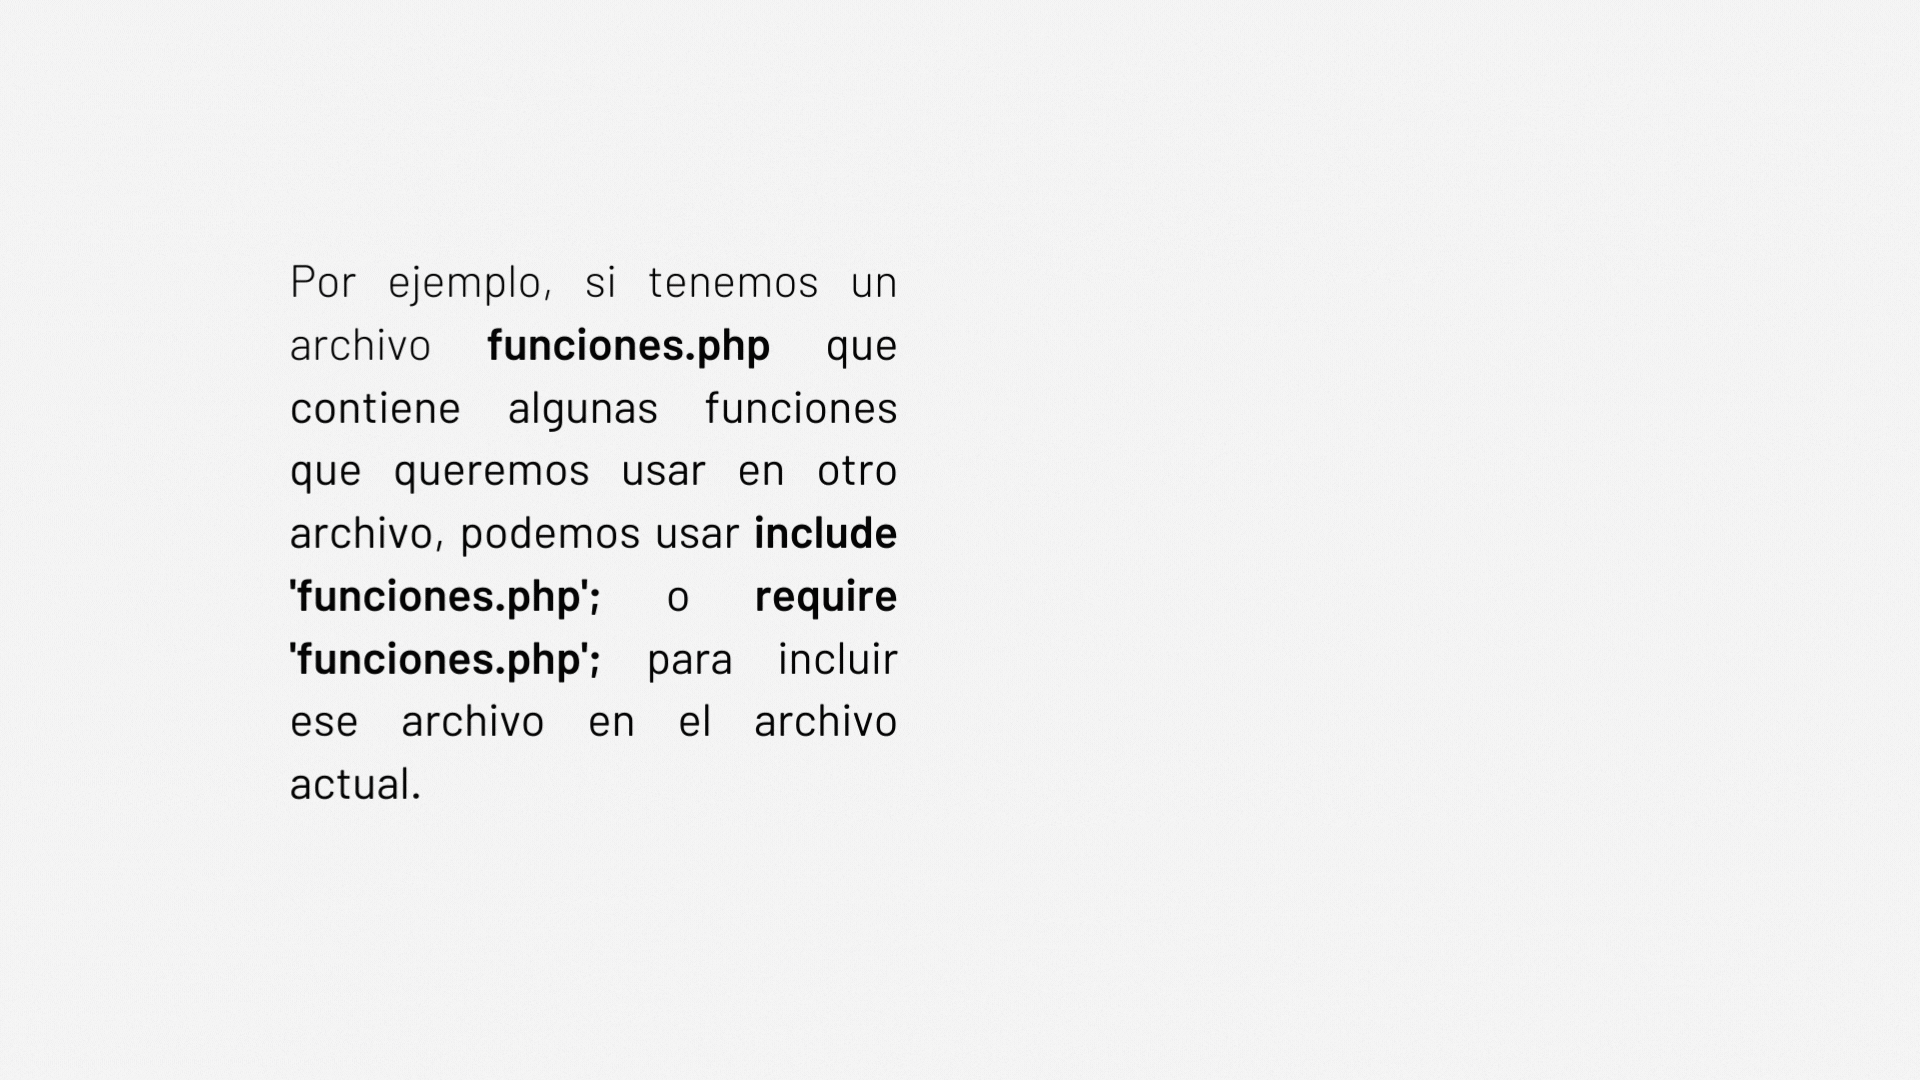 Por ejemplo, si tenemos un
archivo funciones.php que
contiene algunas funciones
que queremos usar en otro
archivo, podemos usar include
'funciones.php'; o require
'funciones.php'; para incluir
ese archivo en el archivo
actual.